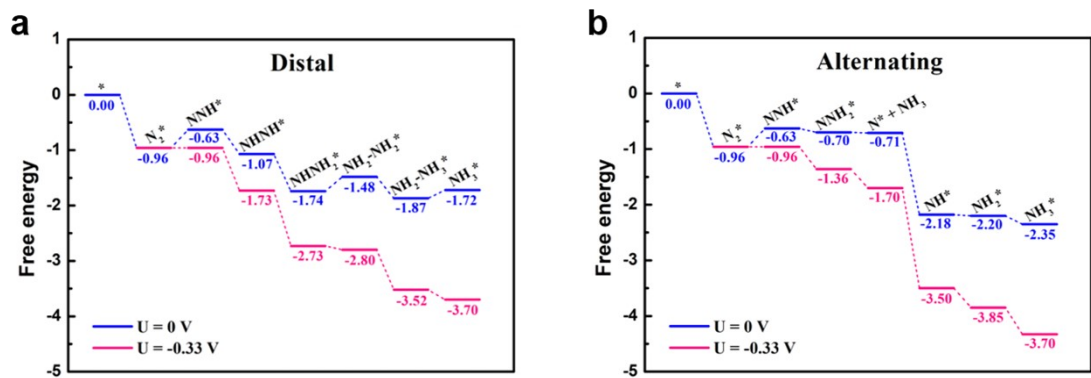 a
Distal
Free energy
1
0
-1
-2
-3
-4
-5
*
0.00
N2*
-0.96
NNH*
-0.63
-0.96
NHNH*
-1.07
-1.73
NHNH2*
-1.74
-2.73
NH2-NH2*
-1.48
-2.80
NH2-NH3*
-1.87
-3.52
NH3*
-1.72
-3.70
U = 0 V
U = -0.33 V
b
Alternating
Free energy
1
0
-1
-2
-3
-4
-5
*
0.00
N2*
-0.96
NNH*
-0.63
-0.96
NNH2*
-0.70
-1.36
N* + NH3
-0.71
-1.70
NH*
-2.18
-3.50
NH2*
-2.20
-3.85
NH3*
-2.35
-3.70
U = 0 V
U = -0.33 V